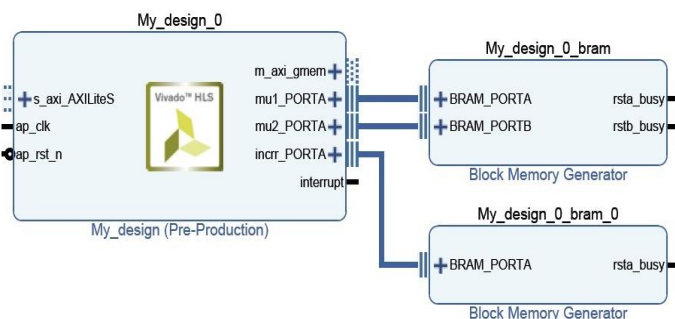 My_design_0
s_axi_AXILiteS
ap_clk
ap_rst_n
Vivado™ HLS
m_axi_gmem
mu1_PORTA
mu2_PORTA
incrr_PORTA
interrupt
My_design (Pre-Production)
My_design_0_bram
BRAM_PORTA
rsta_busy
BRAM_PORTB
rstb_busy
Block Memory Generator
My_design_0_bram_0
BRAM_PORTA
rsta_busy
Block Memory Generator